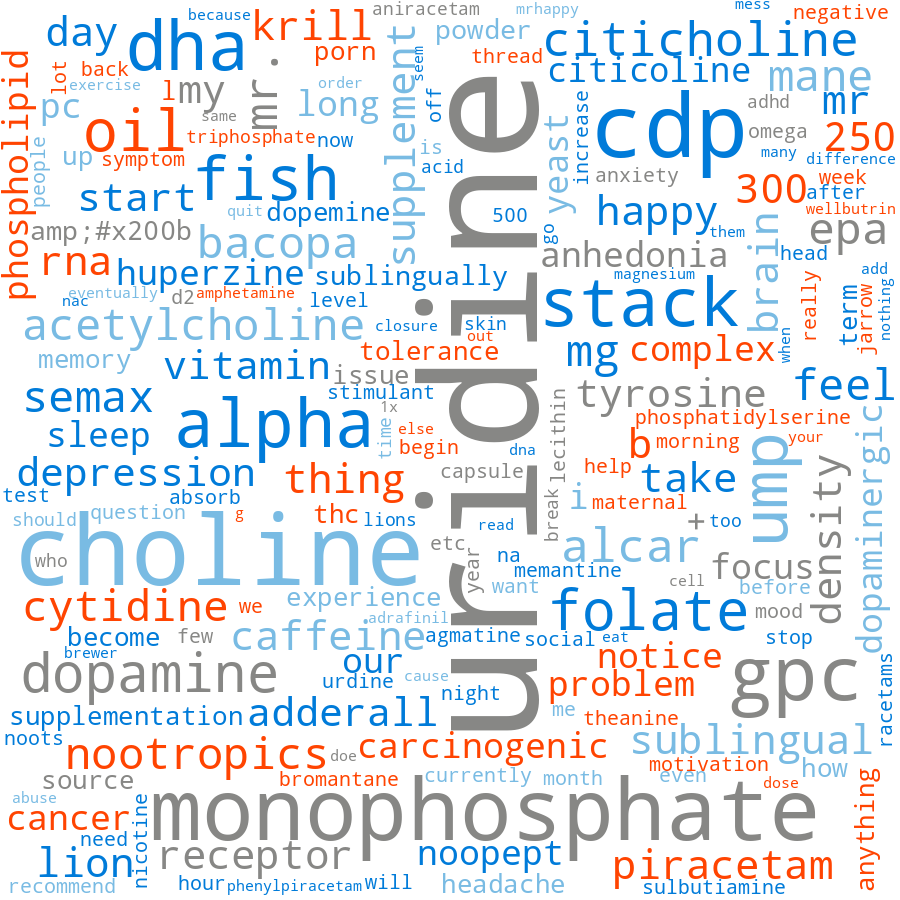 because
aniracetam
mrhappy
mess
negative
day
dha
krill
porn
powder
thread
citicholine
citicoline
mane
lot
back
exercise
l
my
mr.
order
long
supplement
off
seem
uridine
cdp
adhd
mr
250
phospholipid
pc
oil
same
triphosphate
now
is
acid
yeast
increase
omega
many
difference
people
up
symptom
fish
anxiety
300
week
after
wellbutrin
start
quit
dopemine
500
go
happy
them
brain
epa
amp;#x200b
bacopa
anhedonia
head
rna
huperzine
sublingually
magnesium
really
term
add
jarrow
nothing
nac
eventually
d2
amphetamine
level
stack
when
acetylcholine
closure
skin
out
memory
vitamin
tolerance
mg
complex
issue
stimulant
semax
alpha
1x
else
time
begin
dna
lecithin
tyrosine
feel
phosphatidylserine
sleep
b
morning
ump
your
dopaminergic
depression
thing
capsule
help
take
density
test
absorb
break
i
maternal
should
question
g
thc
lions
read
+
too
choline
who
etc
year
na
alcar
focus
memantine
want
cell
before
cytidine
we
experience
adrafinil
folate
mood
become
few
caffeine
agmatine
social
eat
stop
brewer
our
notice
racetams
dopamine
urdine
cause
night
problem
gpc
supplementation
adderall
me
theanine
noots
nootropics
doe
carcinogenic
sublingual
source
bromantane
currently
month
motivation
even
how
dose
anything
abuse
cancer
nicotine
monophosphate
need
lion
receptor
noopept
piracetam
recommend
hour
phenylpiracetam
will
headache
sulbutiamine